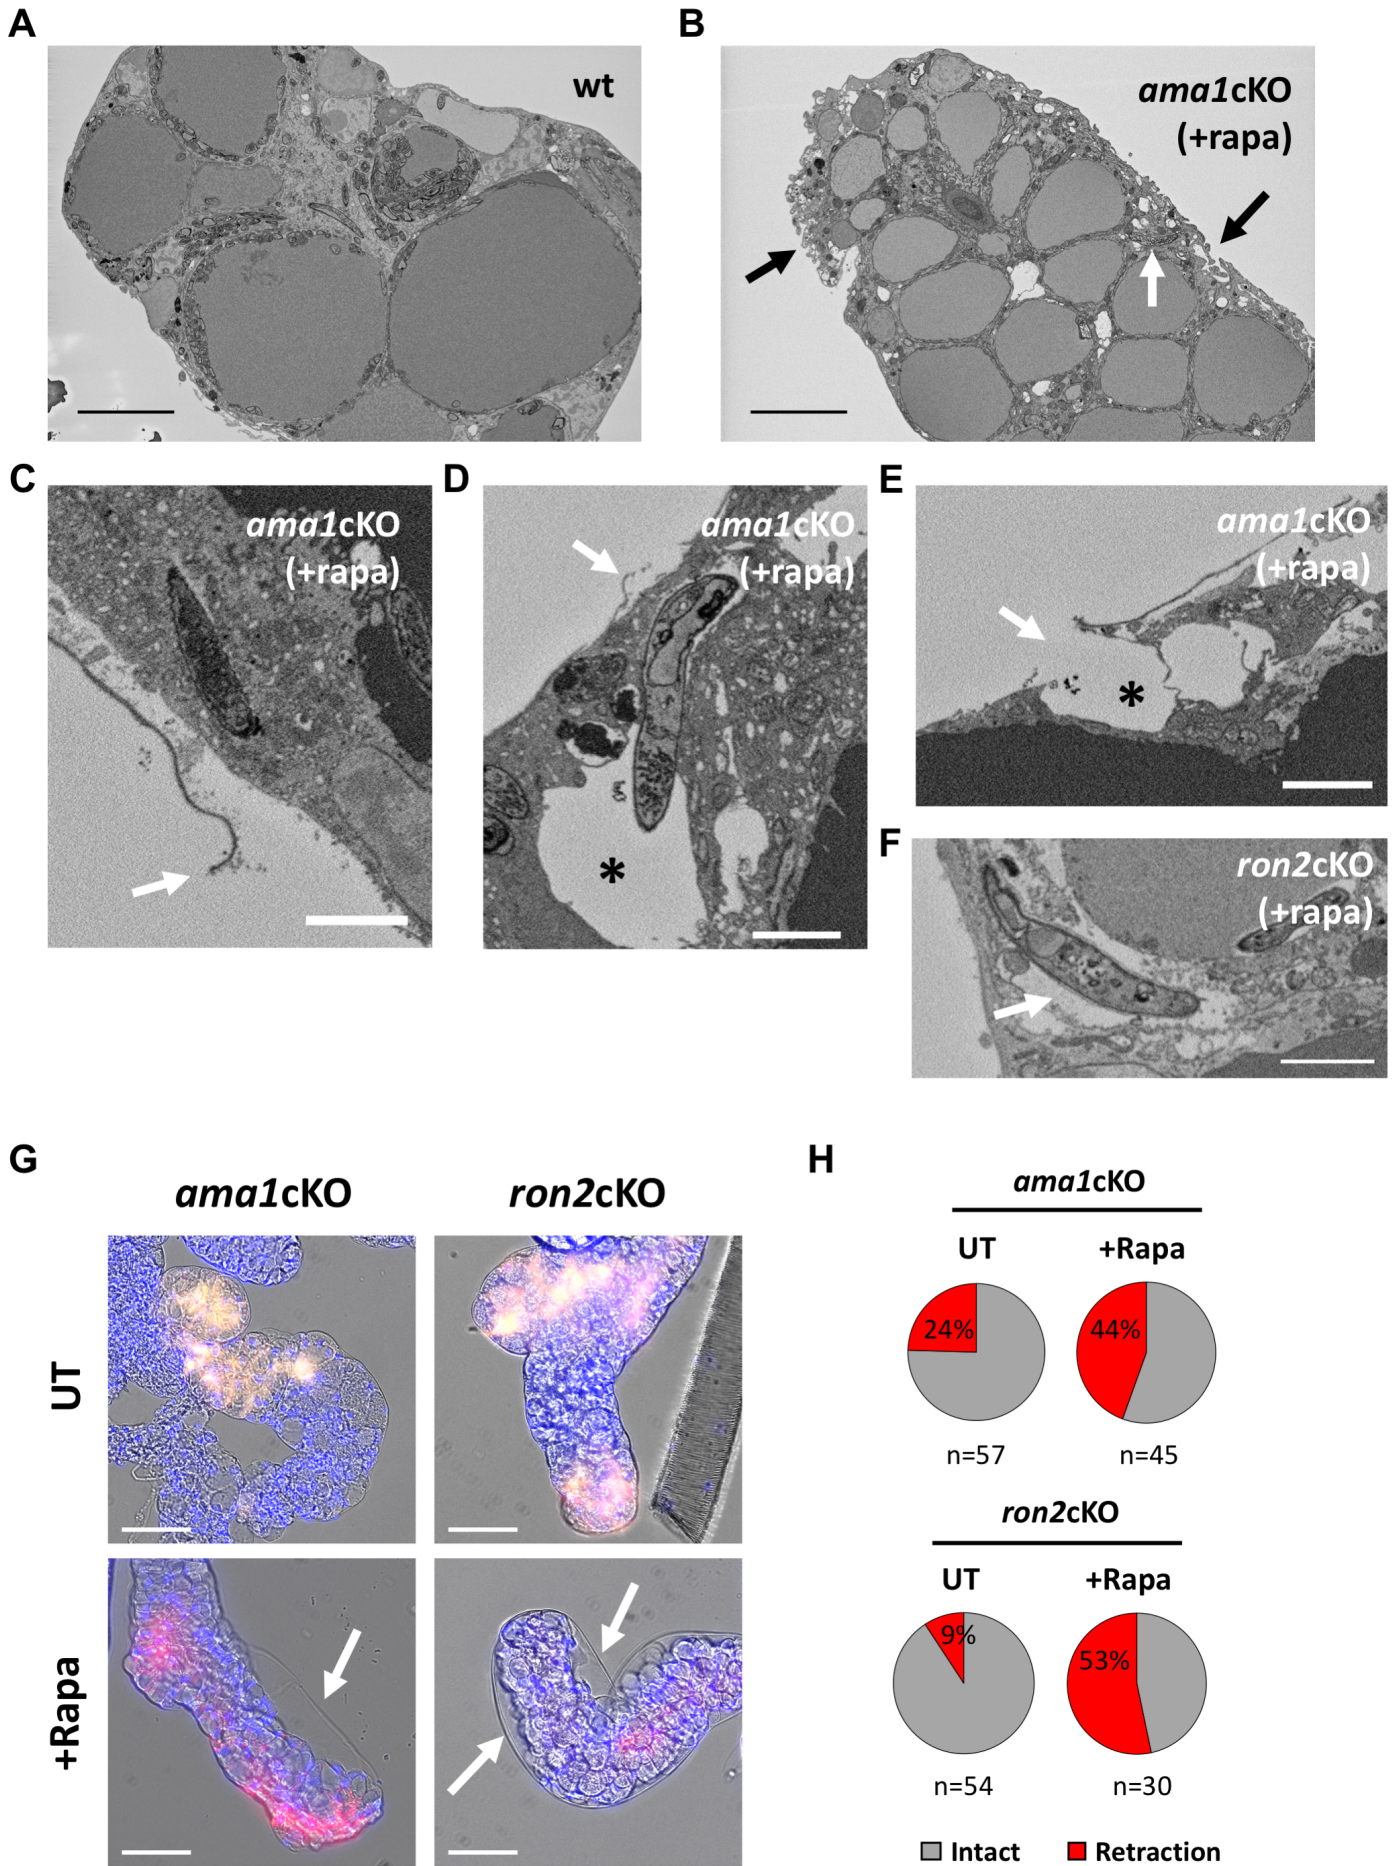 A
wt
B
ama1cKO
(+rapa)
C
ama1cKO
(+rapa)
D
ama1cKO
(+rapa)
*
E
ama1cKO
(+rapa)
*
F
ron2cKO
(+rapa)
G
ama1cKO
ron2cKO
UT
+Rapa
H
ama1cKO
UT
+Rapa
24%
44%
n=57
n=45
ron2cKO
UT
+Rapa
9%
53%
n=54
n=30
Intact
Retraction